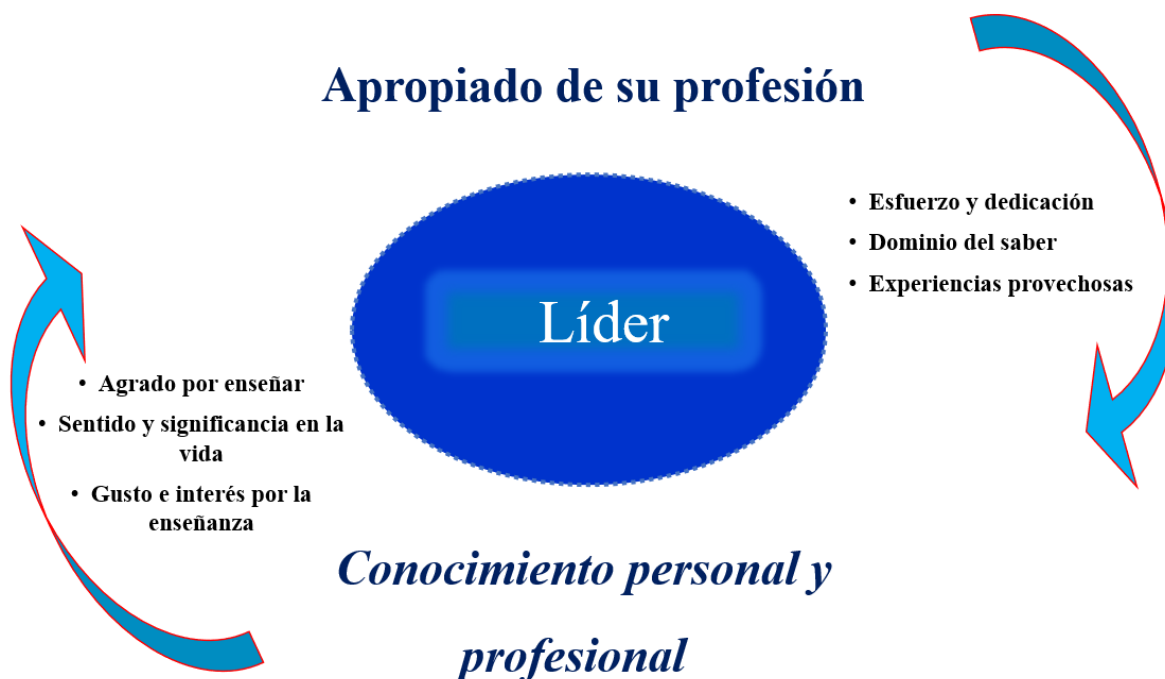 Apropiado de su profesión
• Esfuerzo y dedicación
• Dominio del saber
• Experiencias provechosas
Líder
• Agrado por enseñar
• Sentido y significancia en la
vida
• Gusto e interés por la
enseñanza
Conocimiento personal y
profesional